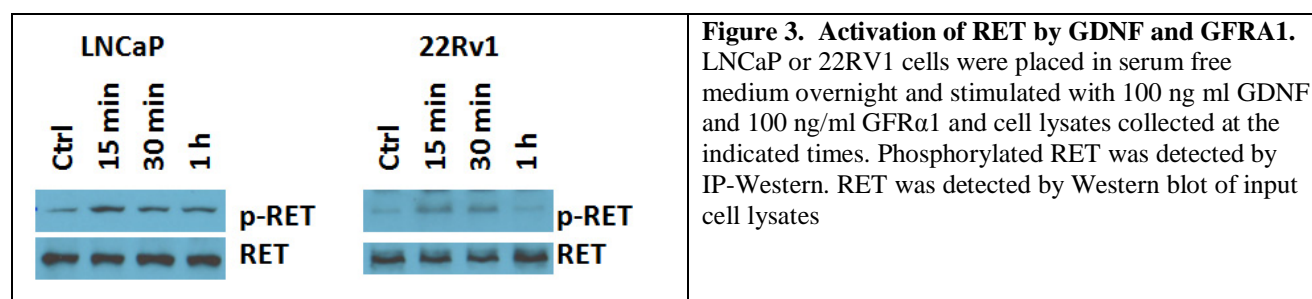 LNCaP
Ctrl
15 min
30 min
1 h
p-RET
RET
22Rv1
Ctrl
15 min
30 min
1 h
p-RET
RET
Figure 3. Activation of RET by GDNF and GFRA1.
LNCaP or 22RV1 cells were placed in serum free
medium overnight and stimulated with 100 ng ml GDNF
and 100 ng/ml GFRα1 and cell lysates collected at the
indicated times. Phosphorylated RET was detected by
IP-Western. RET was detected by Western blot of input
cell lysates